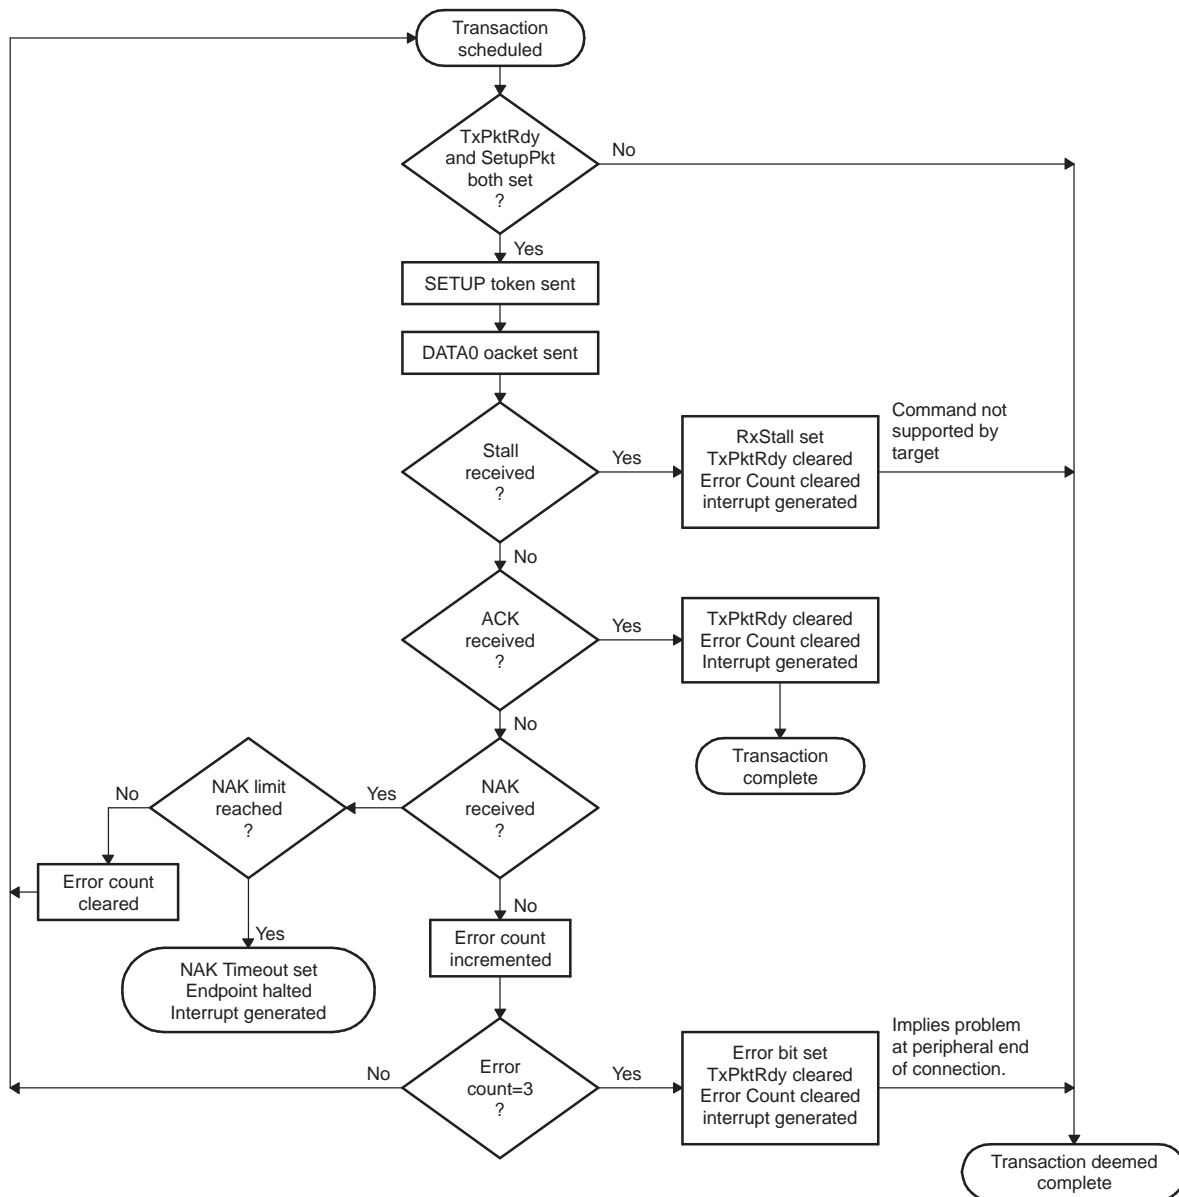 Transaction
scheduled
TxPktRdy
and SetupPkt
both set
?
No
Yes
SETUP token sent
DATA0 oacket sent
Stall
received
?
Yes
RxStall set
TxPktRdy cleared
Error Count cleared
interrupt generated
Command not
supported by
target
No
ACK
received
?
Yes
TxPktRdy cleared
Error Count cleared
Interrupt generated
No
Transaction
complete
NAK
received
?
Yes
NAK limit
reached
?
No
Error count
cleared
Yes
NAK Timeout set
Endpoint halted
Interrupt generated
No
Error count
incremented
Error
count=3
?
No
Yes
Error bit set
TxPktRdy cleared
Error Count cleared
interrupt generated
Implies problem
at peripheral end
of connection.
Transaction deemed
complete